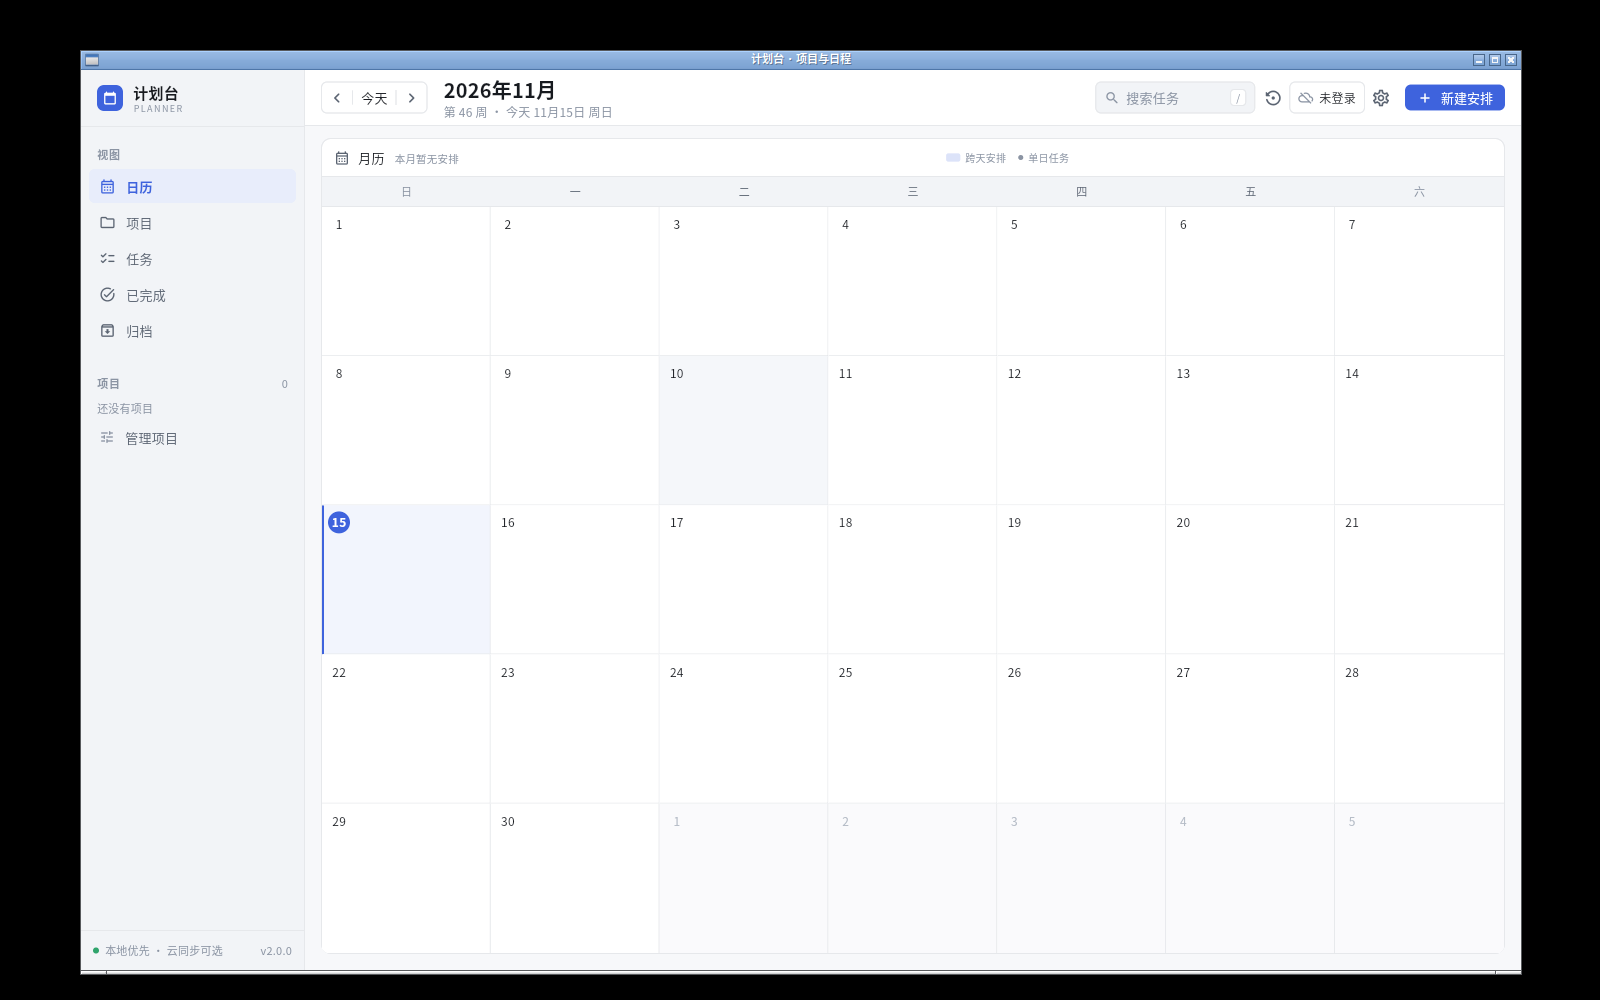 计划台 · 项目与日程
计划台
PLANNER
视图
日历
项目
任务
已完成
归档
项目 0
还没有项目
管理项目
本地优先 · 云同步可选 v2.0.0
今天
2026年11月
第 46 周 · 今天 11月15日 周日
搜索任务 /
未登录
新建安排
月历 本月暂无安排
跨天安排 单日任务
日 一 二 三 四 五 六
1 2 3 4 5 6 7
8 9 10 11 12 13 14
15 16 17 18 19 20 21
22 23 24 25 26 27 28
29 30 1 2 3 4 5